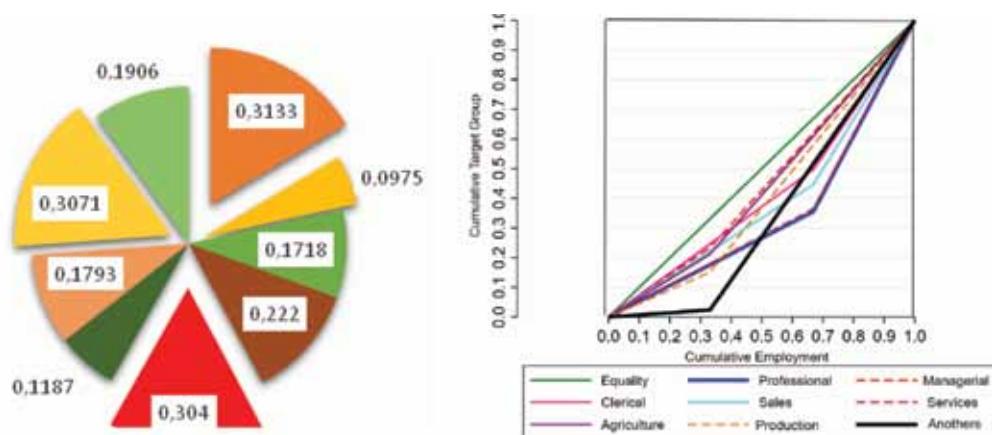 0,1906
0,3133
0,0975
0,3071
0,1718
0,1793
0,222
0,1187
0,304
Cumulative Target Group
0.0 0.1 0.2 0.3 0.4 0.5 0.6 0.7 0.8 0.9 1.0
0.0 0.1 0.2 0.3 0.4 0.5 0.6 0.7 0.8 0.9 1.0
Cumulative Employment
Equality Professional Managerial
Clerical Sales Services
Agriculture Production Anothers